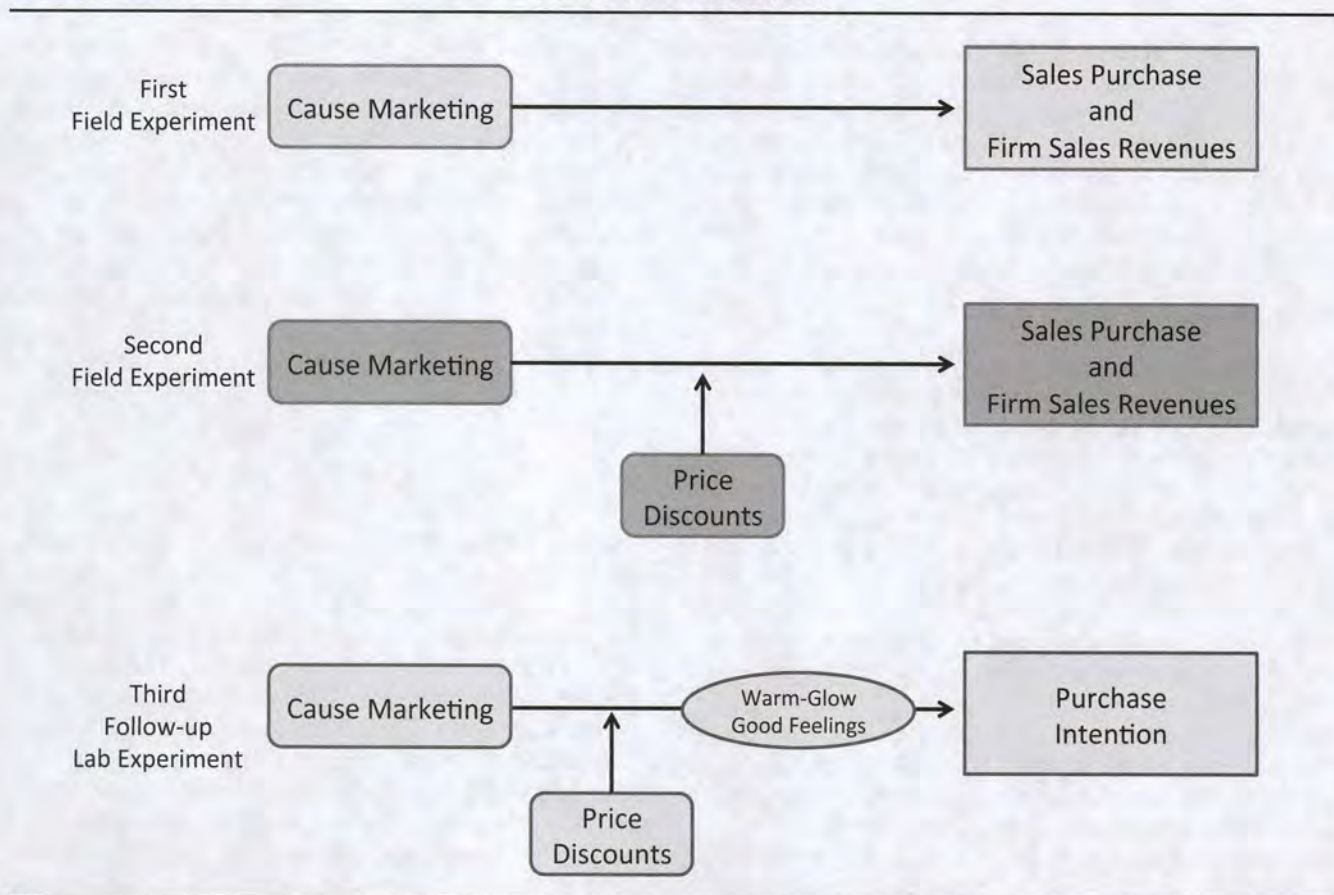 First
Field Experiment
Cause Marketing
Sales Purchase
and
Firm Sales Revenues
Second
Field Experiment
Cause Marketing
Sales Purchase
and
Firm Sales Revenues
Price
Discounts
Third
Follow-up
Lab Experiment
Cause Marketing
Warm-Glow
Good Feelings
Purchase
Intention
Price
Discounts